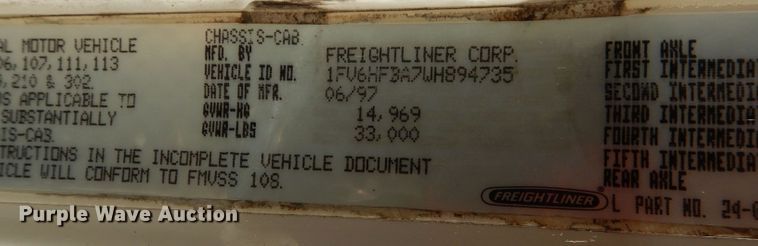 AL MOTOR VEHICLE
06, 107, 111, 113
, 210 & 302.
US APPLICABLE TO
SUBSTANTIALLY
IS-CAB.
TRUCTIONS IN THE INCOMPLETE VEHICLE DOCUMENT
ICLE WILL CONFORM TO FMVSS 108.
CHASSIS-CAB
MFD. BY FREIGHTLINER CORP.
VEHICLE ID NO. 1FV6HFBA7WH894735
DATE OF MFR. 06/97
GVWR-KG 14,969
GVWR-LBS 33,000
FRONT AXLE
FIRST INTERMEDIA
SECOND INTERMEDIA
THIRD INTERMEDIA
FOURTH INTERMEDIA
FIFTH INTERMEDIA
REAR AXLE
FREIGHTLINER ®
L PART NO. 24-0
Purple Wave Auction